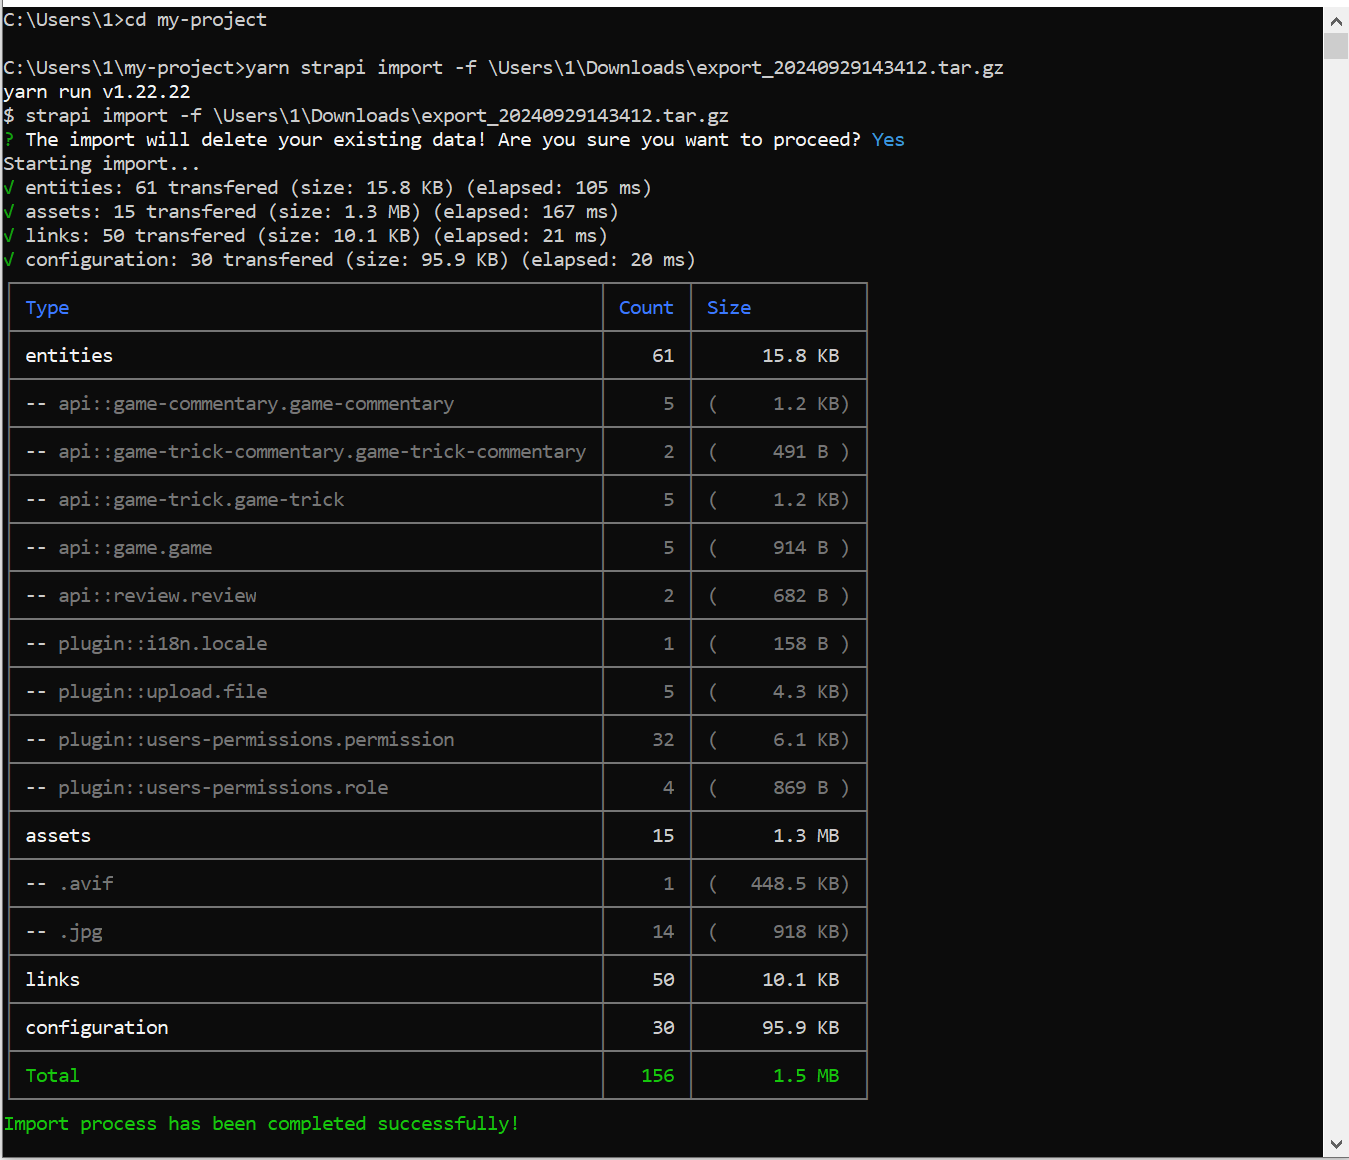 C:\Users\1>cd my-project
C:\Users\1\my-project>yarn strapi import -f \Users\1\Downloads\export_20240929143412.tar.gz
yarn run v1.22.22
$ strapi import -f \Users\1\Downloads\export_20240929143412.tar.gz
? The import will delete your existing data! Are you sure you want to proceed? Yes
Starting import...
√ entities: 61 transfered (size: 15.8 KB) (elapsed: 105 ms)
√ assets: 15 transfered (size: 1.3 MB) (elapsed: 167 ms)
√ links: 50 transfered (size: 10.1 KB) (elapsed: 21 ms)
√ configuration: 30 transfered (size: 95.9 KB) (elapsed: 20 ms)
Type Count Size
entities 61 15.8 KB
-- api::game-commentary.game-commentary 5 ( 1.2 KB)
-- api::game-trick-commentary.game-trick-commentary 2 ( 491 B )
-- api::game-trick.game-trick 5 ( 1.2 KB)
-- api::game.game 5 ( 914 B )
-- api::review.review 2 ( 682 B )
-- plugin::i18n.locale 1 ( 158 B )
-- plugin::upload.file 5 ( 4.3 KB)
-- plugin::users-permissions.permission 32 ( 6.1 KB)
-- plugin::users-permissions.role 4 ( 869 B )
assets 15 1.3 MB
-- .avif 1 ( 448.5 KB)
-- .jpg 14 ( 918 KB)
links 50 10.1 KB
configuration 30 95.9 KB
Total 156 1.5 MB
Import process has been completed successfully!